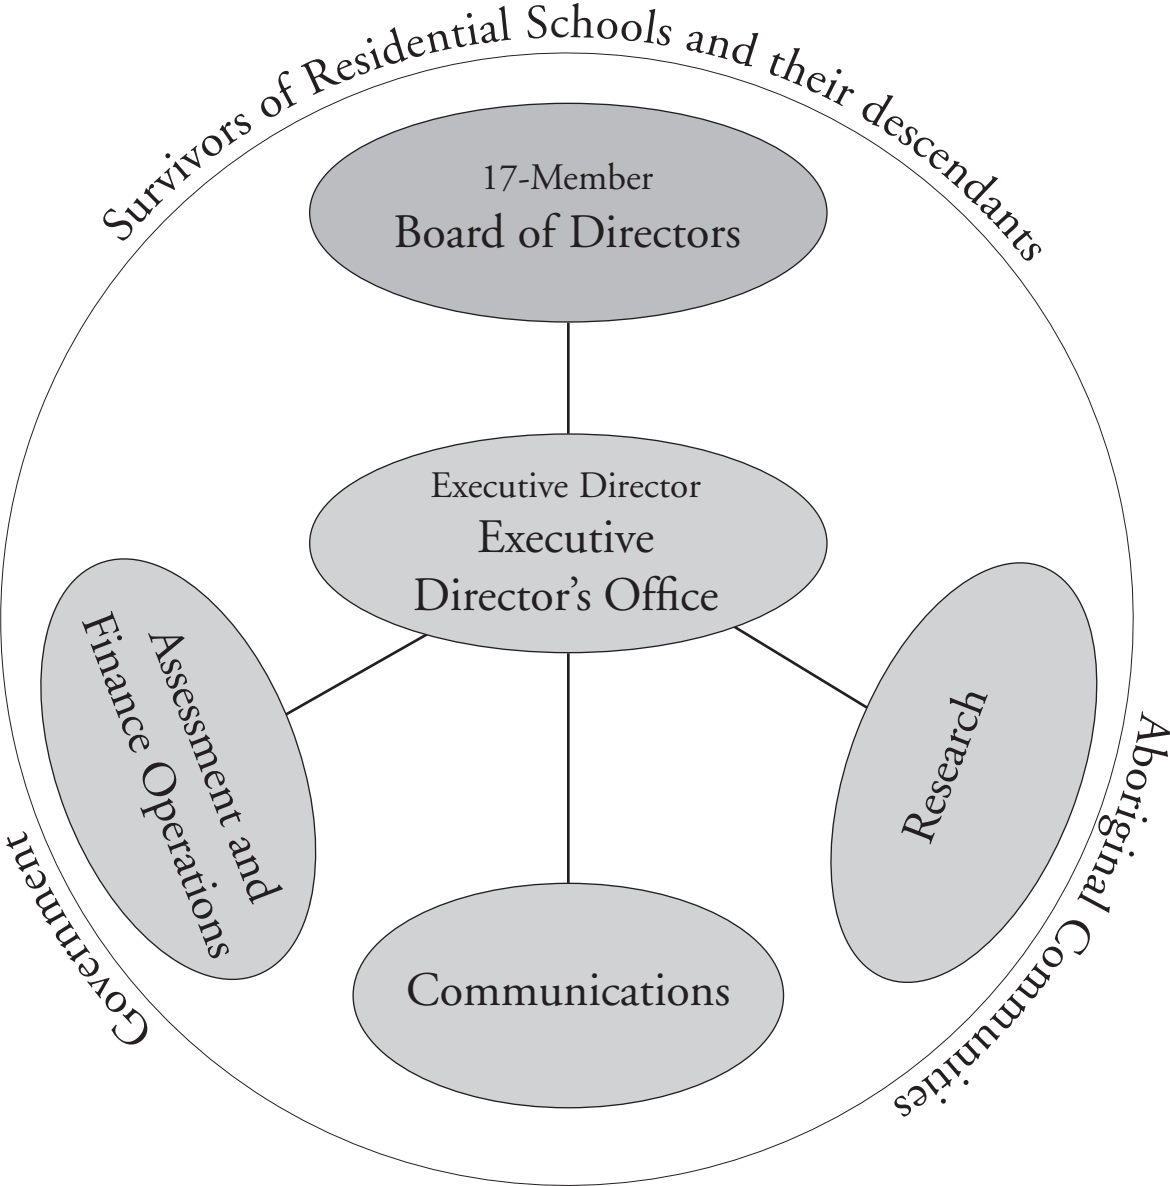 Survivors of Residential Schools and their descendants
17-Member
Board of Directors
Executive Director
Executive
Director’s Office
Assessment and
Finance Operations
Research
Communications
Government
Aboriginal Communities